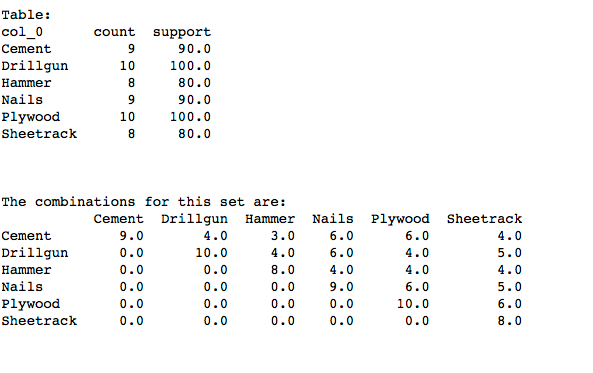 Table:
col_0 count support
Cement 9 90.0
Drillgun 10 100.0
Hammer 8 80.0
Nails 9 90.0
Plywood 10 100.0
Sheetrack 8 80.0
The combinations for this set are:
Cement Drillgun Hammer Nails Plywood Sheetrack
Cement 9.0 4.0 3.0 6.0 6.0 4.0
Drillgun 0.0 10.0 4.0 6.0 4.0 5.0
Hammer 0.0 0.0 8.0 4.0 4.0 4.0
Nails 0.0 0.0 0.0 9.0 6.0 5.0
Plywood 0.0 0.0 0.0 0.0 10.0 6.0
Sheetrack 0.0 0.0 0.0 0.0 0.0 8.0